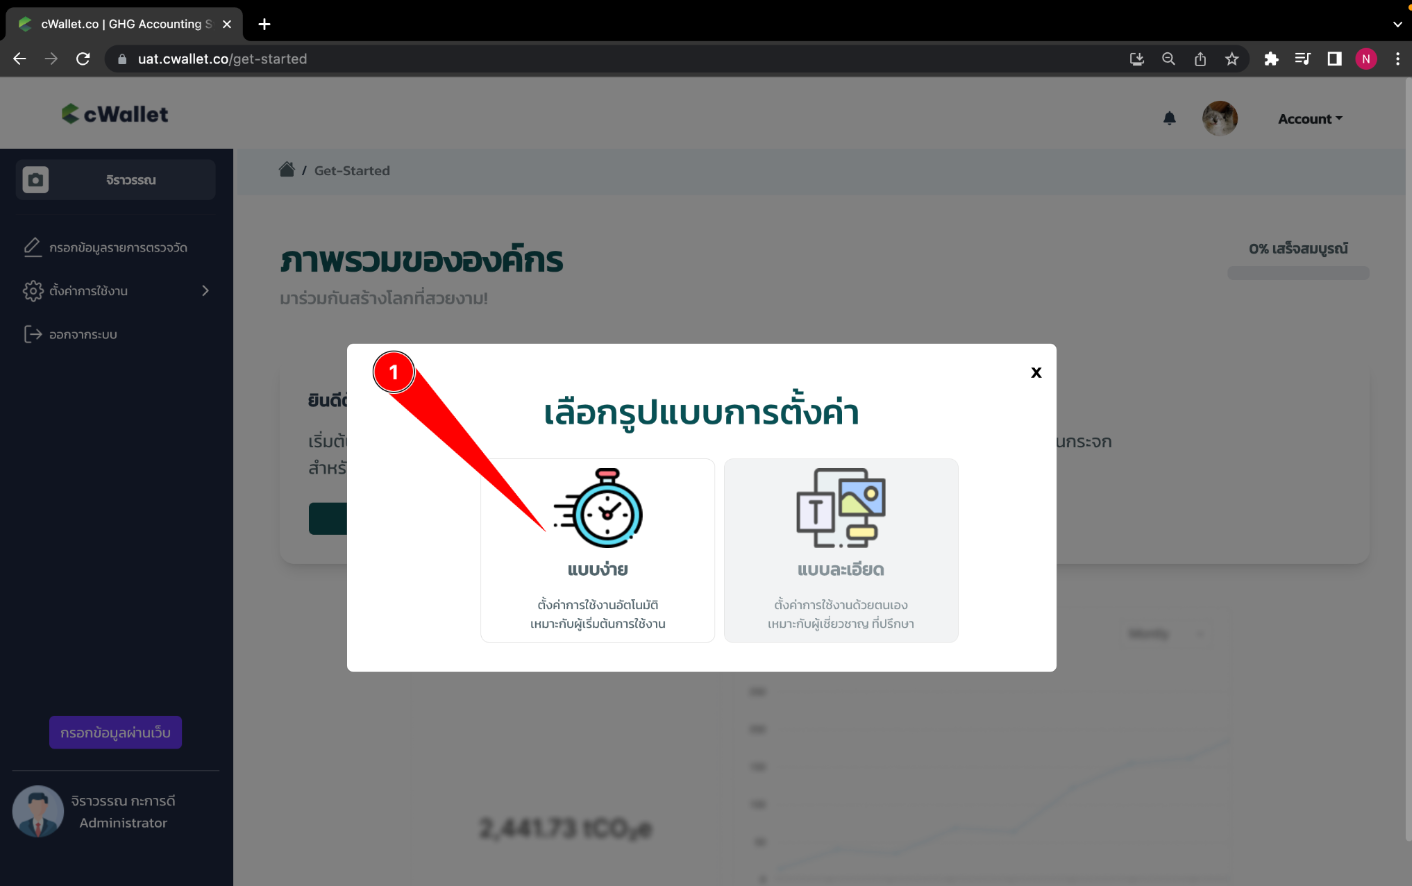 cWallet.co | GHG Accounting S
uat.cwallet.co/get-started
N
cWallet
Account
จิราวรรณ
/ Get-Started
กรอกข้อมูลรายการตรวจวัด
ตั้งค่าการใช้งาน
ออกจากระบบ
ภาพรวมขององค์กร
มาร่วมกันสร้างโลกที่สวยงาม!
0% เสร็จสมบูรณ์
1
x
เลือกรูปแบบการตั้งค่า
ยินดี
เริ่มต้
นกระจก
สำหรั
T
แบบง่าย
แบบละเอียด
ตั้งค่าการใช้งานอัตโนมัติ
เหมาะกับผู้เริ่มต้นการใช้งาน
ตั้งค่าการใช้งานด้วยตนเอง
เหมาะกับผู้เชี่ยวชาญ ที่ปรึกษา
กรอกข้อมูลผ่านเว็บ
จิราวรรณ กะการดี
Administrator
2,441.73 tCO₂e